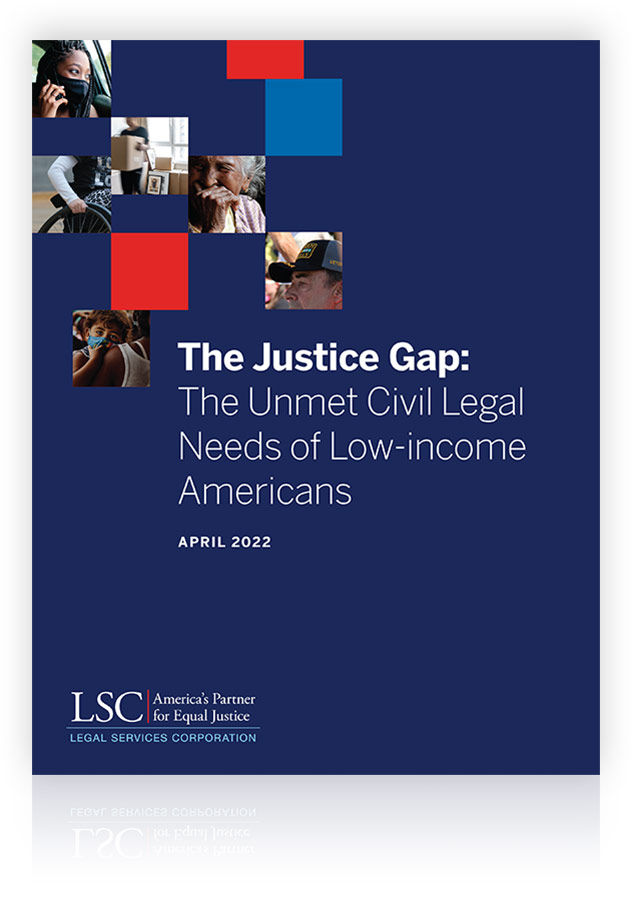 The Justice Gap:
The Unmet Civil Legal
Needs of Low-income
Americans
APRIL 2022
LSC
America's Partner
for Equal Justice
LEGAL SERVICES CORPORATION